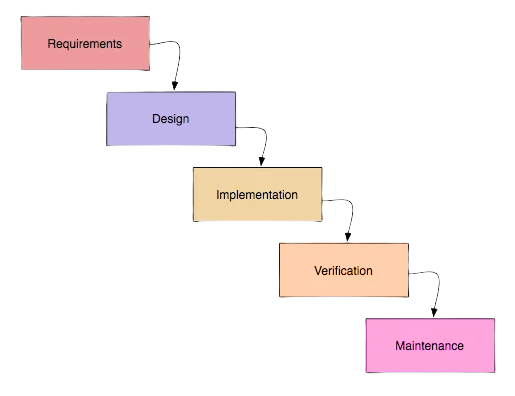 Requirements
Design
Implementation
Verification
Maintenance